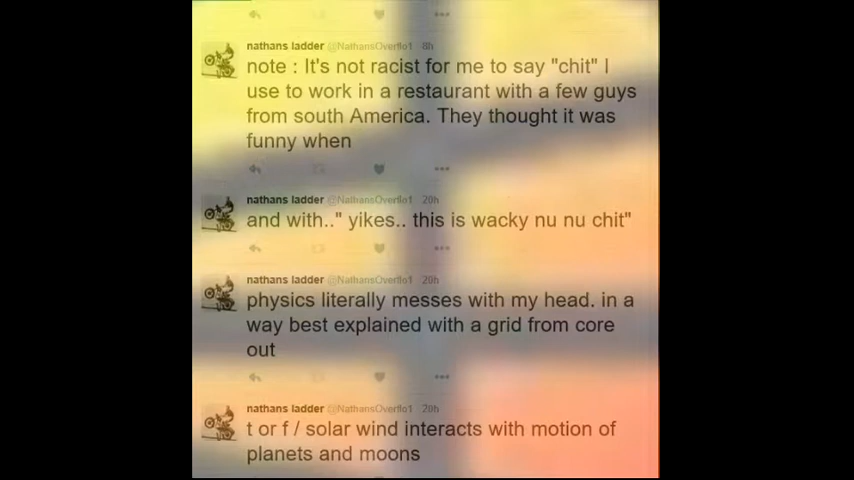 nathans ladder @NathansOverflo1 8h
note : It's not racist for me to say "chit" I
use to work in a restaurant with a few guys
from south America. They thought it was
funny when
nathans ladder @NathansOverflo1 20h
and with.." yikes.. this is wacky nu nu chit"
nathans ladder @NathansOverflo1 20h
physics literally messes with my head. in a
way best explained with a grid from core
out
nathans ladder @NathansOverflo1 20h
t or f / solar wind interacts with motion of
planets and moons